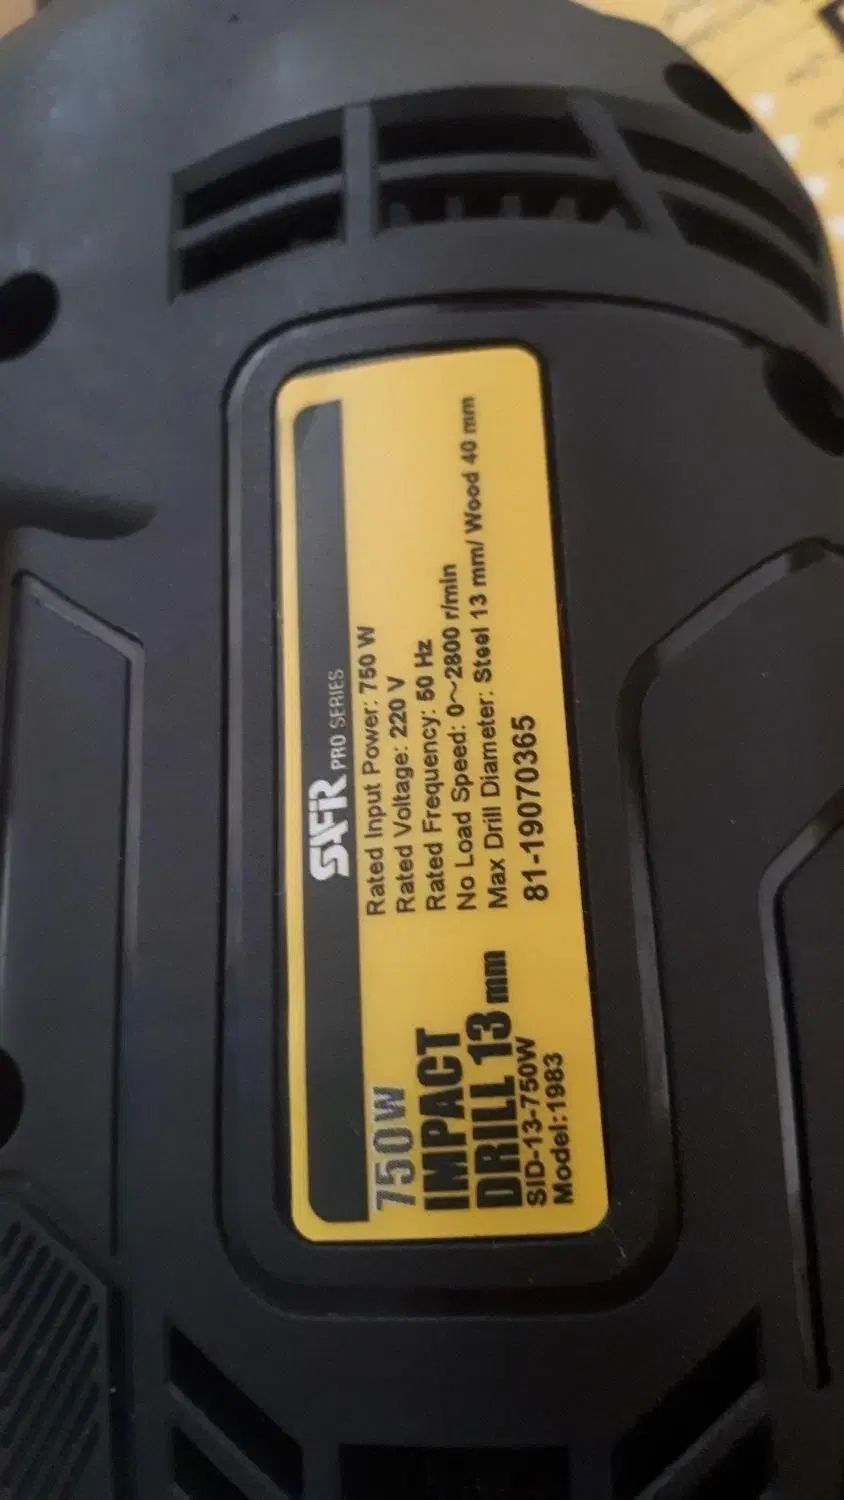 SAFIR PRO SERIES
750W
IMPACT
DRILL 13 mm
SID-13-750W
Model:1983
Rated Input Power: 750 W
Rated Voltage: 220 V
Rated Frequency: 50 Hz
No Load Speed: 0~2800 r/min
Max Drill Diameter: Steel 13 mm/ Wood 40 mm
81-19070365